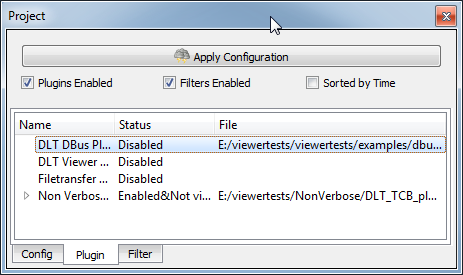 Project
Apply Configuration
Plugins Enabled Filters Enabled Sorted by Time
Name Status File
DLT DBus Pl... Disabled E:/viewertests/viewertests/examples/dbu...
DLT Viewer ... Disabled
Filetransfer ... Disabled
Non Verbos... Enabled&Not vi... E:/viewertests/NonVerbose/DLT_TCB_pl...
Config Plugin Filter